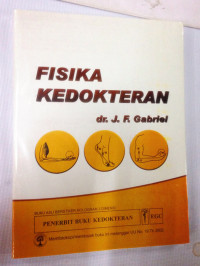 FISIKA
KEDOKTERAN
dr. J. F. Gabriel
PENERBIT BUKU KEDOKTERAN
EGC